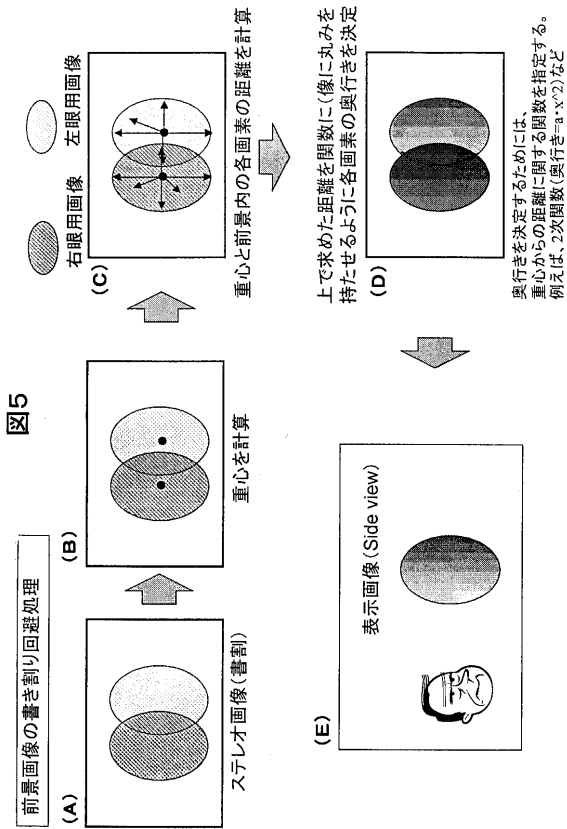 図5
前景画像の書き割り回避処理
(A)
ステレオ画像(書割)
(B)
重心を計算
右眼用画像
左眼用画像
(C)
重心と前景内の各画素の距離を計算
上で求めた距離を関数に(像に丸みを
持たせるように各画素の奥行きを決定
(D)
奥行きを決定するためには、
重心からの距離に関する関数を指定する。
例えば、2次関数(奥行き=a・x^2)など
(E)
表示画像(Side view)